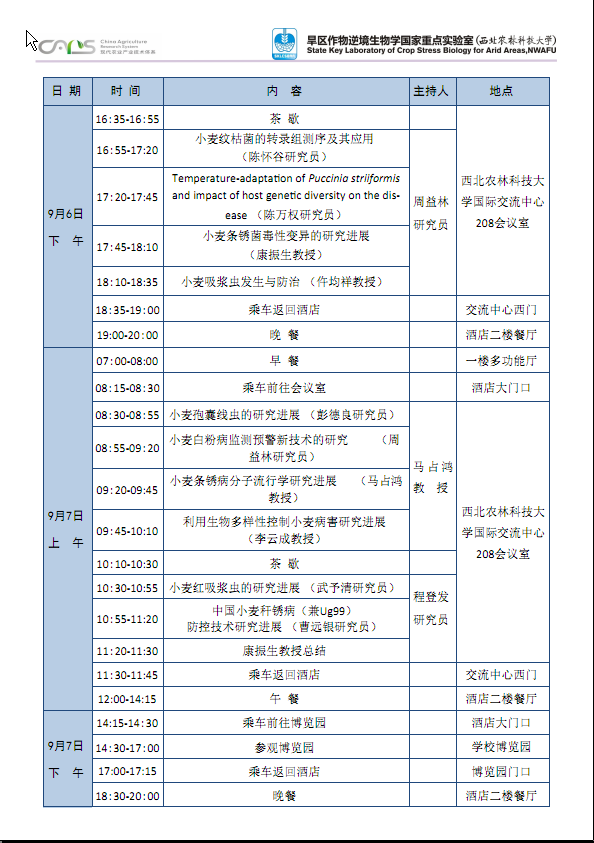 CARS China Agriculture
Research System
现代农业产业技术体系
旱区作物逆境生物学国家重点实验室(西北农林科技大学)
State Key Laboratory of Crop Stress Biology for Arid Areas,NWAFU
日 期 时 间 内 容 主持人 地点
9月6日
下 午
16:35-16:55 茶 歇
16:55-17:20 小麦纹枯菌的转录组测序及其应用
(陈怀谷研究员)
17:20-17:45 Temperature-adaptation of Puccinia striiformis
and impact of host genetic diversity on the dis-
ease (陈万权研究员)
17:45-18:10 小麦条锈菌毒性变异的研究进展
(康振生教授)
18:10-18:35 小麦吸浆虫发生与防治 (仵均祥教授)
周益林
研究员
西北农林科技大
学国际交流中心
208会议室
18:35-19:00 乘车返回酒店 交流中心西门
19:00-20:00 晚 餐 酒店二楼餐厅
9月7日
上 午
07:00-08:00 早 餐 一楼多功能厅
08:15-08:30 乘车前往会议室 酒店大门口
08:30-08:55 小麦孢囊线虫的研究进展 (彭德良研究员)
08:55-09:20 小麦白粉病监测预警新技术的研究 (周
益林研究员)
09:20-09:45 小麦条锈病分子流行学研究进展 (马占鸿
教授)
09:45-10:10 利用生物多样性控制小麦病害研究进展
(李云成教授)
马占鸿
教 授
10:10-10:30 茶 歇
10:30-10:55 小麦红吸浆虫的研究进展 (武予清研究员)
10:55-11:20 中国小麦秆锈病 (兼Ug99)
防控技术研究进展 (曹远银研究员)
11:20-11:30 康振生教授总结
程登发
研究员
西北农林科技大
学国际交流中心
208会议室
11:30-11:45 乘车返回酒店 交流中心西门
12:00-14:15 午 餐 酒店二楼餐厅
9月7日
下 午
14:15-14:30 乘车前往博览园 酒店大门口
14:30-17:00 参观博览园 学校博览园
17:00-17:15 乘车返回酒店 博览园门口
18:30-20:00 晚餐 酒店二楼餐厅